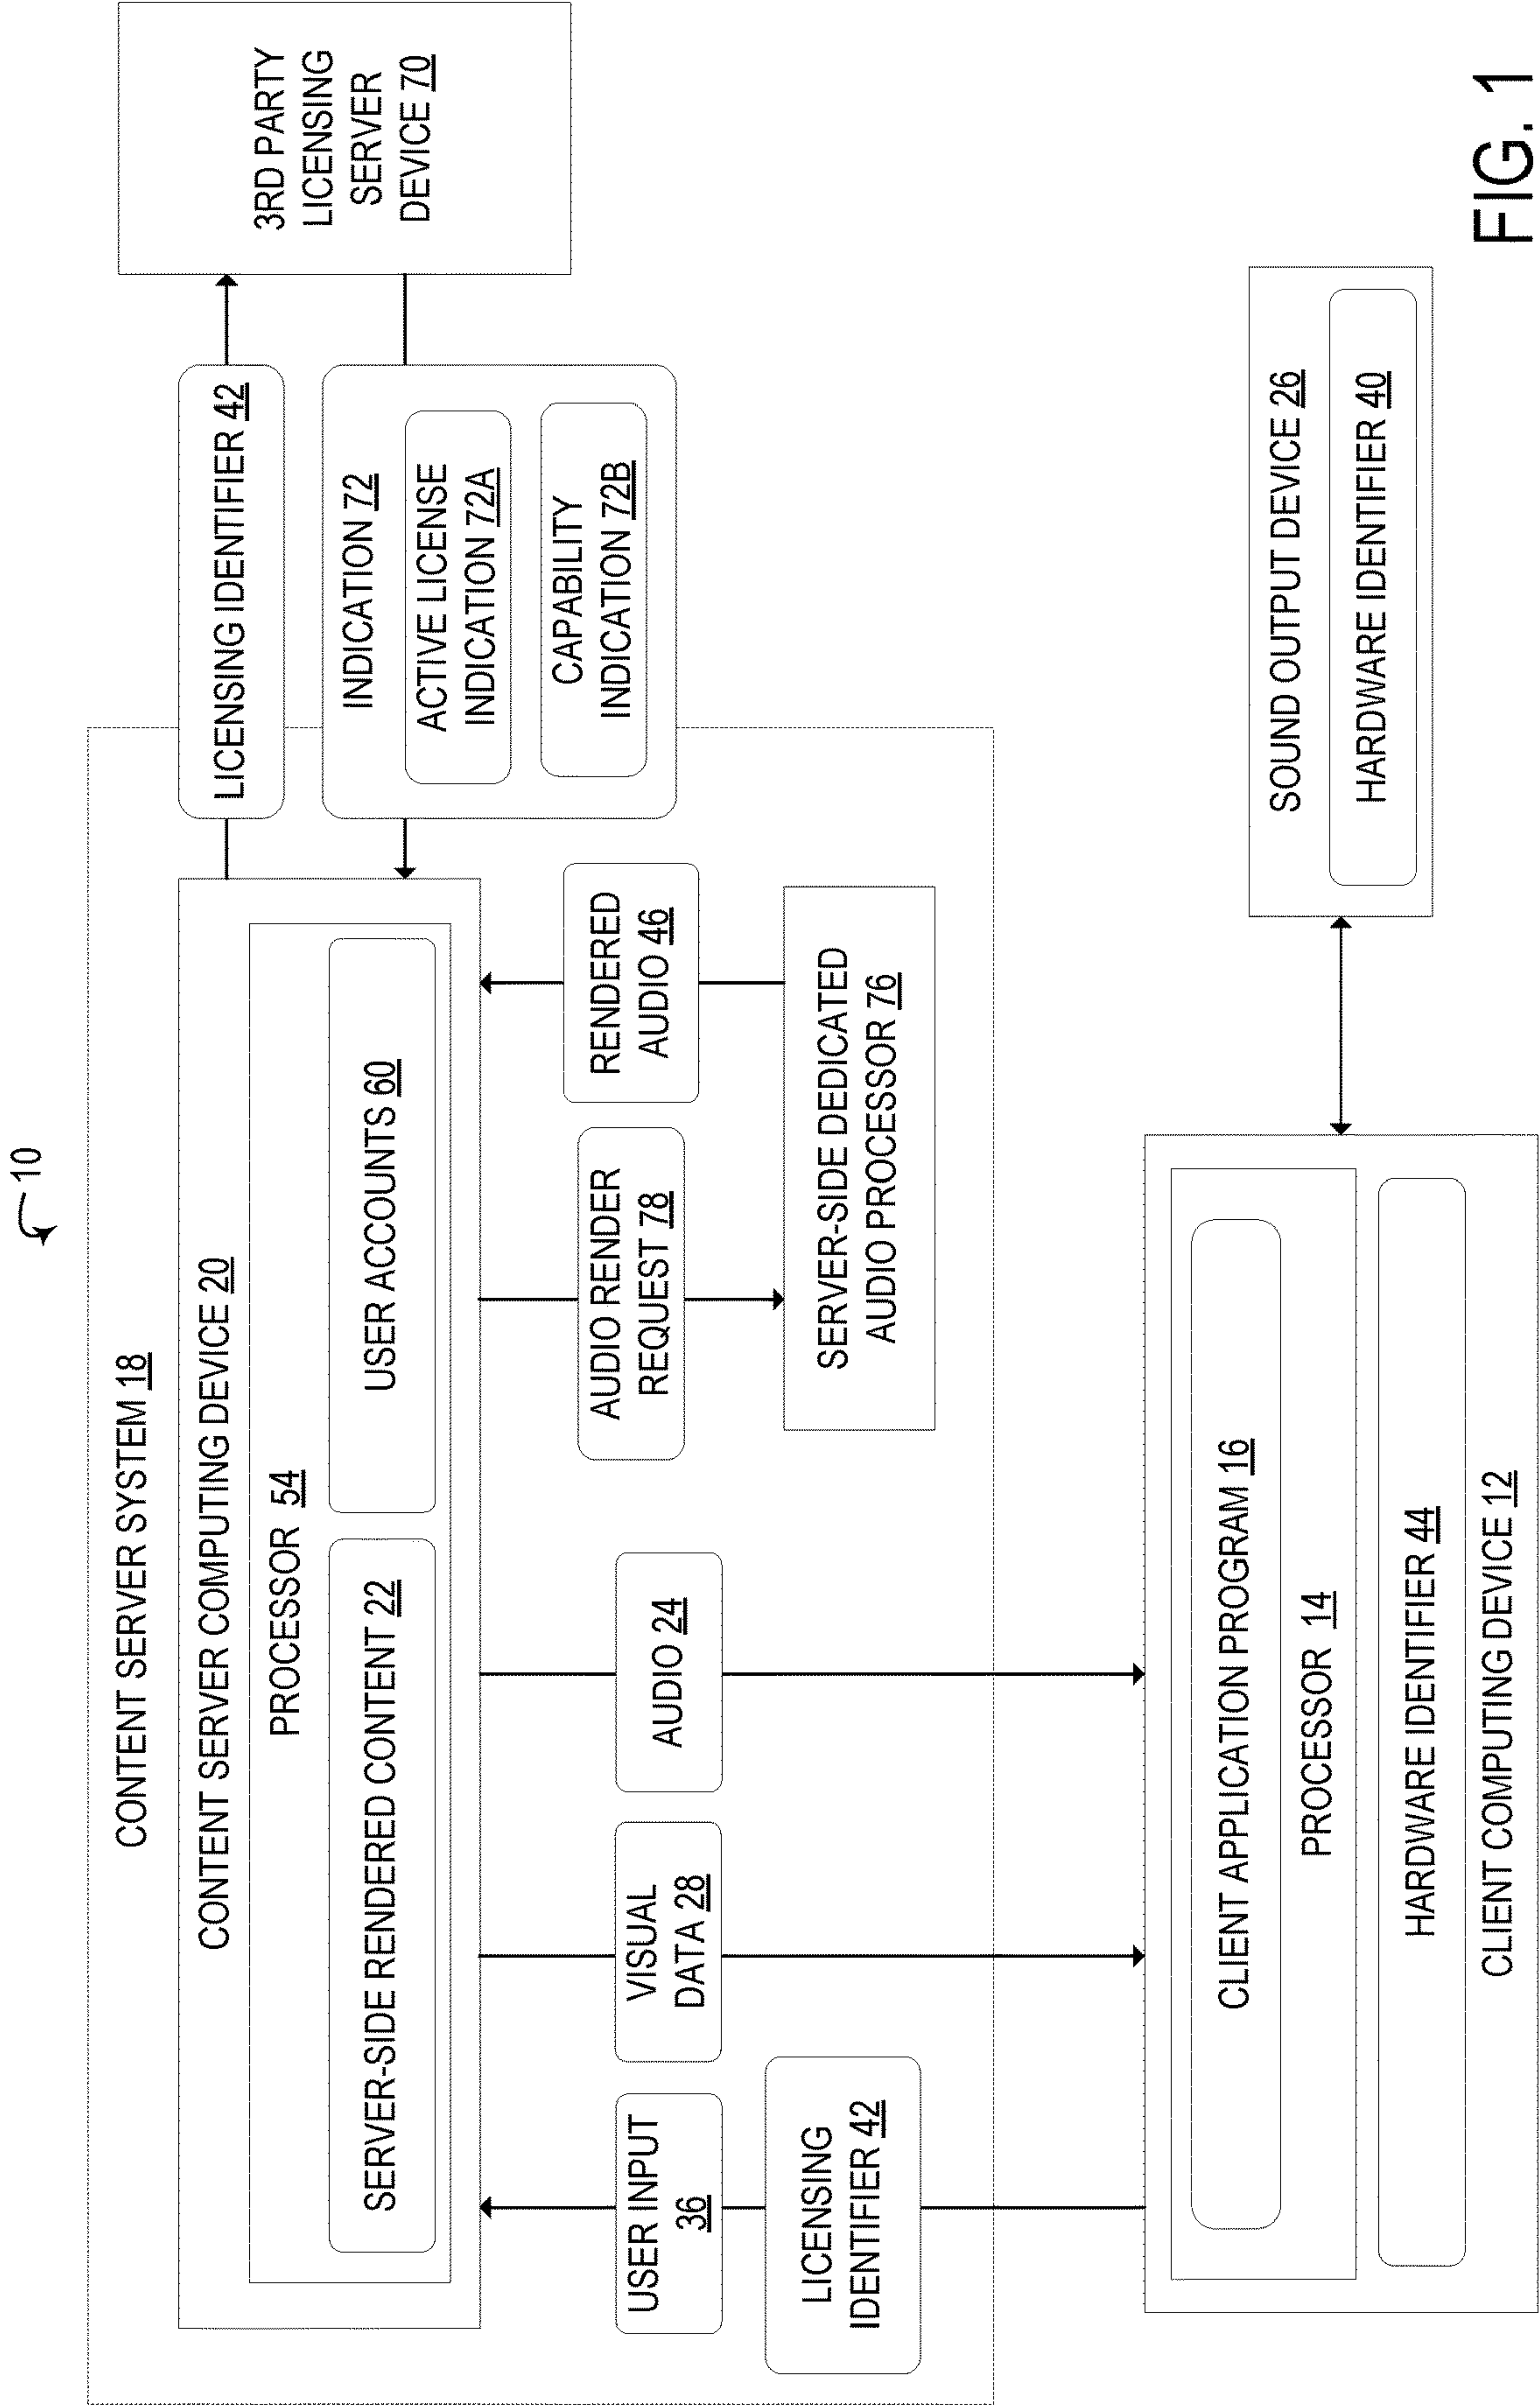 10
CONTENT SERVER SYSTEM 18
CONTENT SERVER COMPUTING DEVICE 20
PROCESSOR 54
SERVER-SIDE RENDERED CONTENT 22
USER ACCOUNTS 60
LICENSING IDENTIFIER 42
INDICATION 72
ACTIVE LICENSE
INDICATION 72A
CAPABILITY
INDICATION 72B
3RD PARTY
LICENSING
SERVER
DEVICE 70
USER INPUT
36
LICENSING
IDENTIFIER 42
VISUAL
DATA 28
AUDIO 24
AUDIO RENDER
REQUEST 78
RENDERED
AUDIO 46
SERVER-SIDE DEDICATED
AUDIO PROCESSOR 76
CLIENT APPLICATION PROGRAM 16
PROCESSOR 14
HARDWARE IDENTIFIER 44
CLIENT COMPUTING DEVICE 12
SOUND OUTPUT DEVICE 26
HARDWARE IDENTIFIER 40
FIG. 1